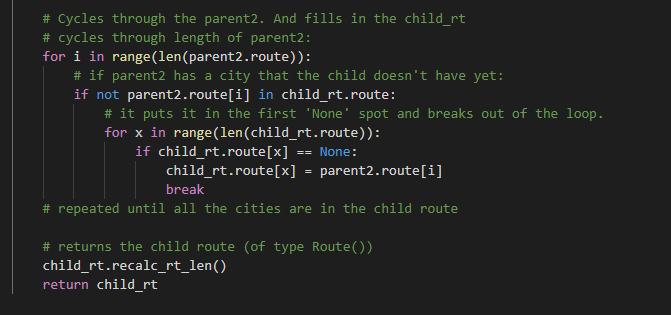 # Cycles through the parent2. And fills in the child_rt
# cycles through length of parent2:
for i in range(len(parent2.route)):
# if parent2 has a city that the child doesn't have yet:
if not parent2.route[i] in child_rt.route:
# it puts it in the first 'None' spot and breaks out of the loop.
for x in range(len(child_rt.route)):
if child_rt.route[x] == None:
child_rt.route[x] = parent2.route[i]
break
# repeated until all the cities are in the child route
# returns the child route (of type Route())
child_rt.recalc_rt_len()
return child_rt